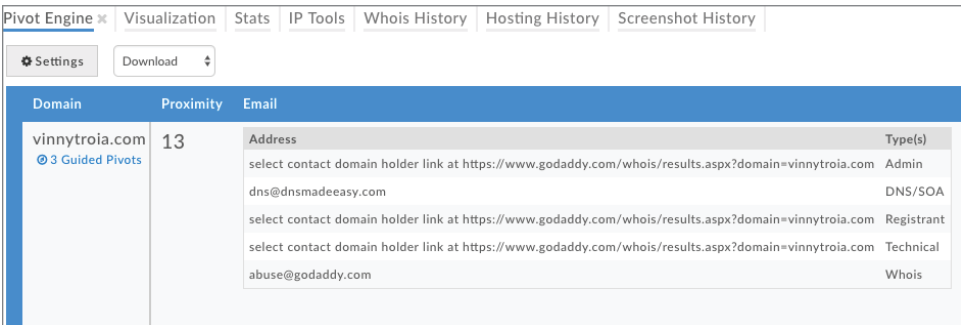 Pivot Engine × Visualization Stats IP Tools Whois History Hosting History Screenshot History
Settings Download
Domain Proximity Email
vinnytroia.com 13 Address Type(s)
3 Guided Pivots
select contact domain holder link at https://www.godaddy.com/whois/results.aspx?domain=vinnytroia.com Admin
dns@dnsmadeeasy.com DNS/SOA
select contact domain holder link at https://www.godaddy.com/whois/results.aspx?domain=vinnytroia.com Registrant
select contact domain holder link at https://www.godaddy.com/whois/results.aspx?domain=vinnytroia.com Technical
abuse@godaddy.com Whois